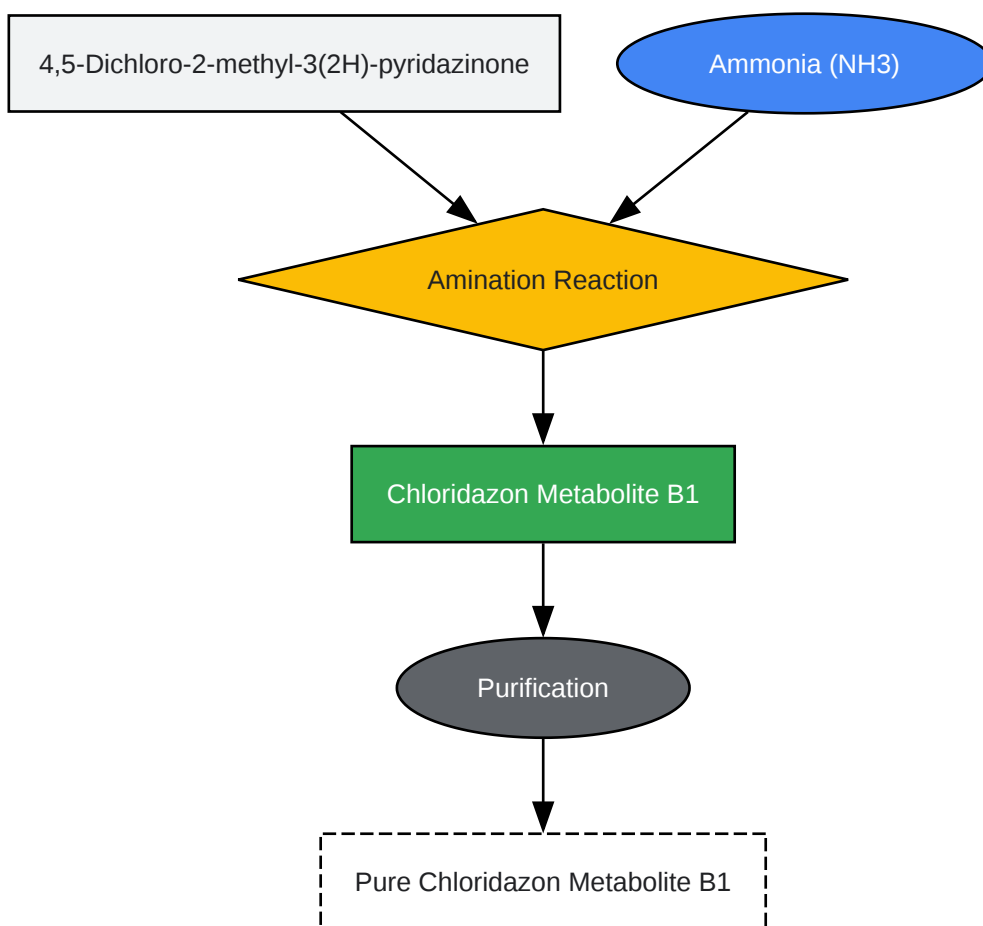 4,5-Dichloro-2-methyl-3(2H)-pyridazinone
Ammonia (NH3)
Amination Reaction
Chloridazon Metabolite B1
Purification
Pure Chloridazon Metabolite B1